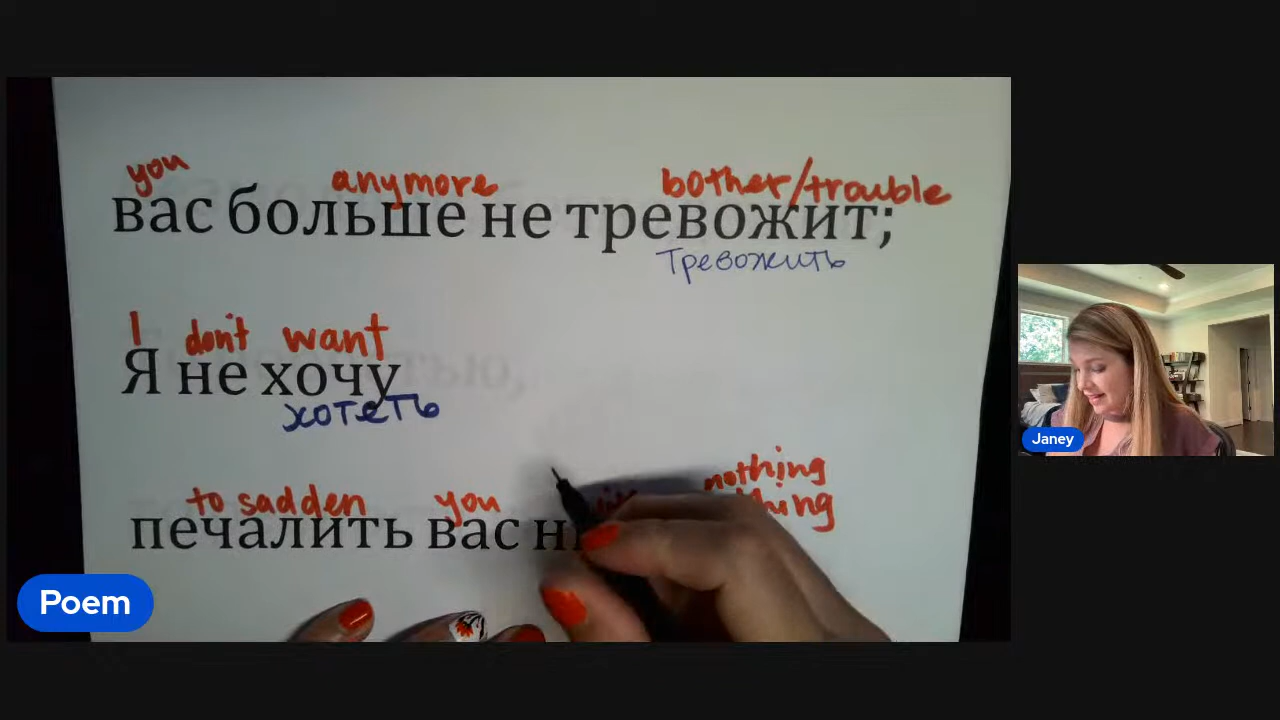 you anymore bother/trouble
вас больше не тревожит;
Тревожить
I don't want
Я не хочу
хотеть
nothing
to sadden you
печалить вас
Janey
Poem